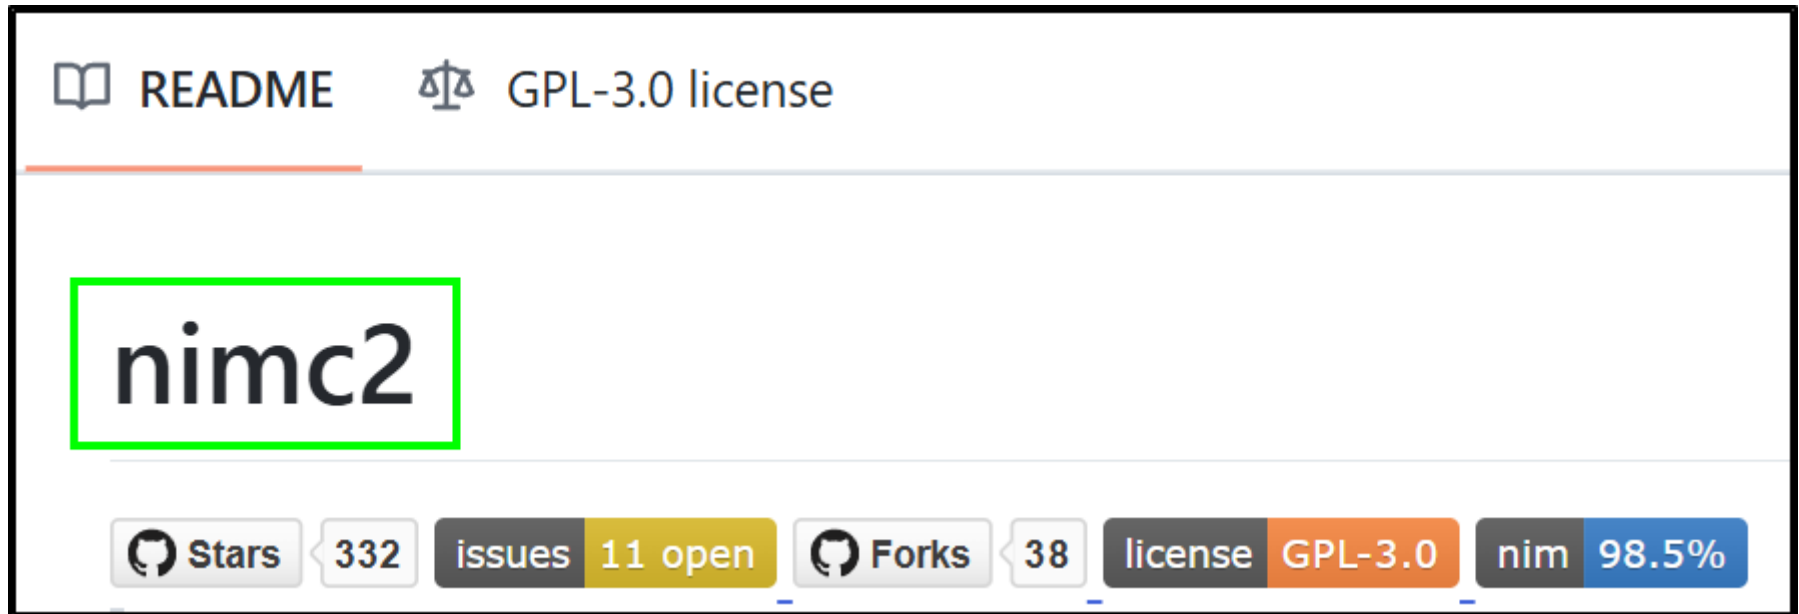 README GPL-3.0 license
nimc2
Stars 332 issues 11 open Forks 38 license GPL-3.0 nim 98.5%